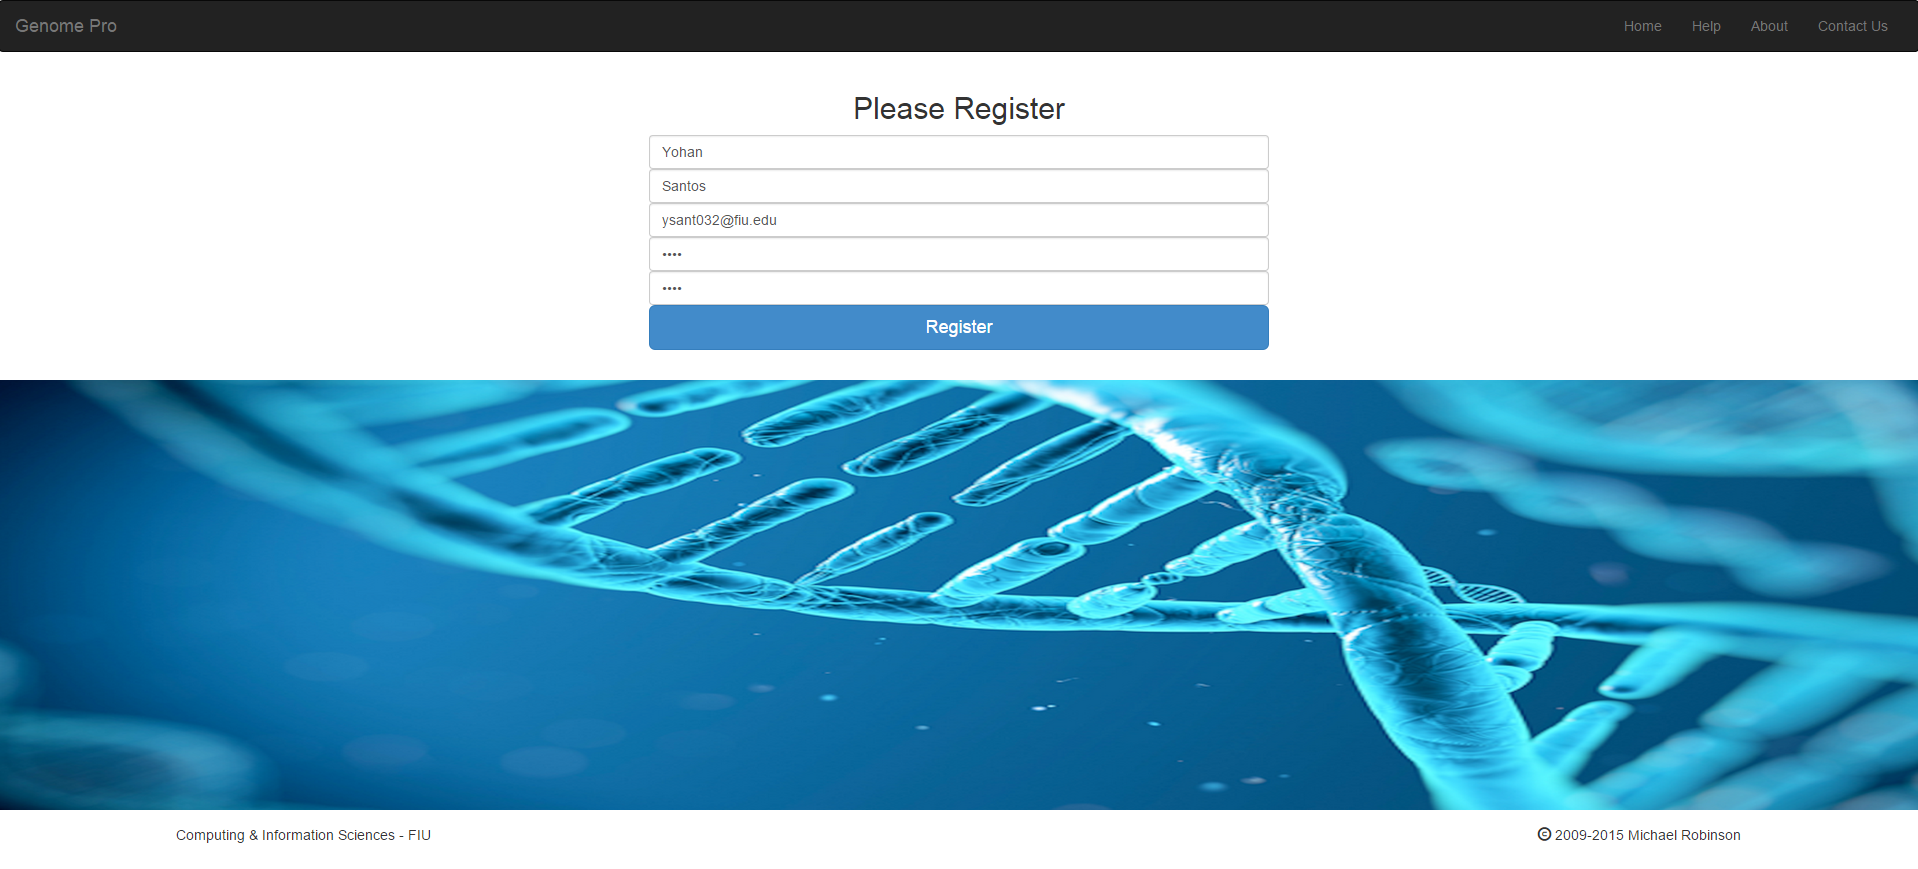 Genome Pro
Home Help About Contact Us
Please Register
Yohan
Santos
ysant032@fiu.edu
••••
••••
Register
Computing & Information Sciences - FIU
© 2009-2015 Michael Robinson